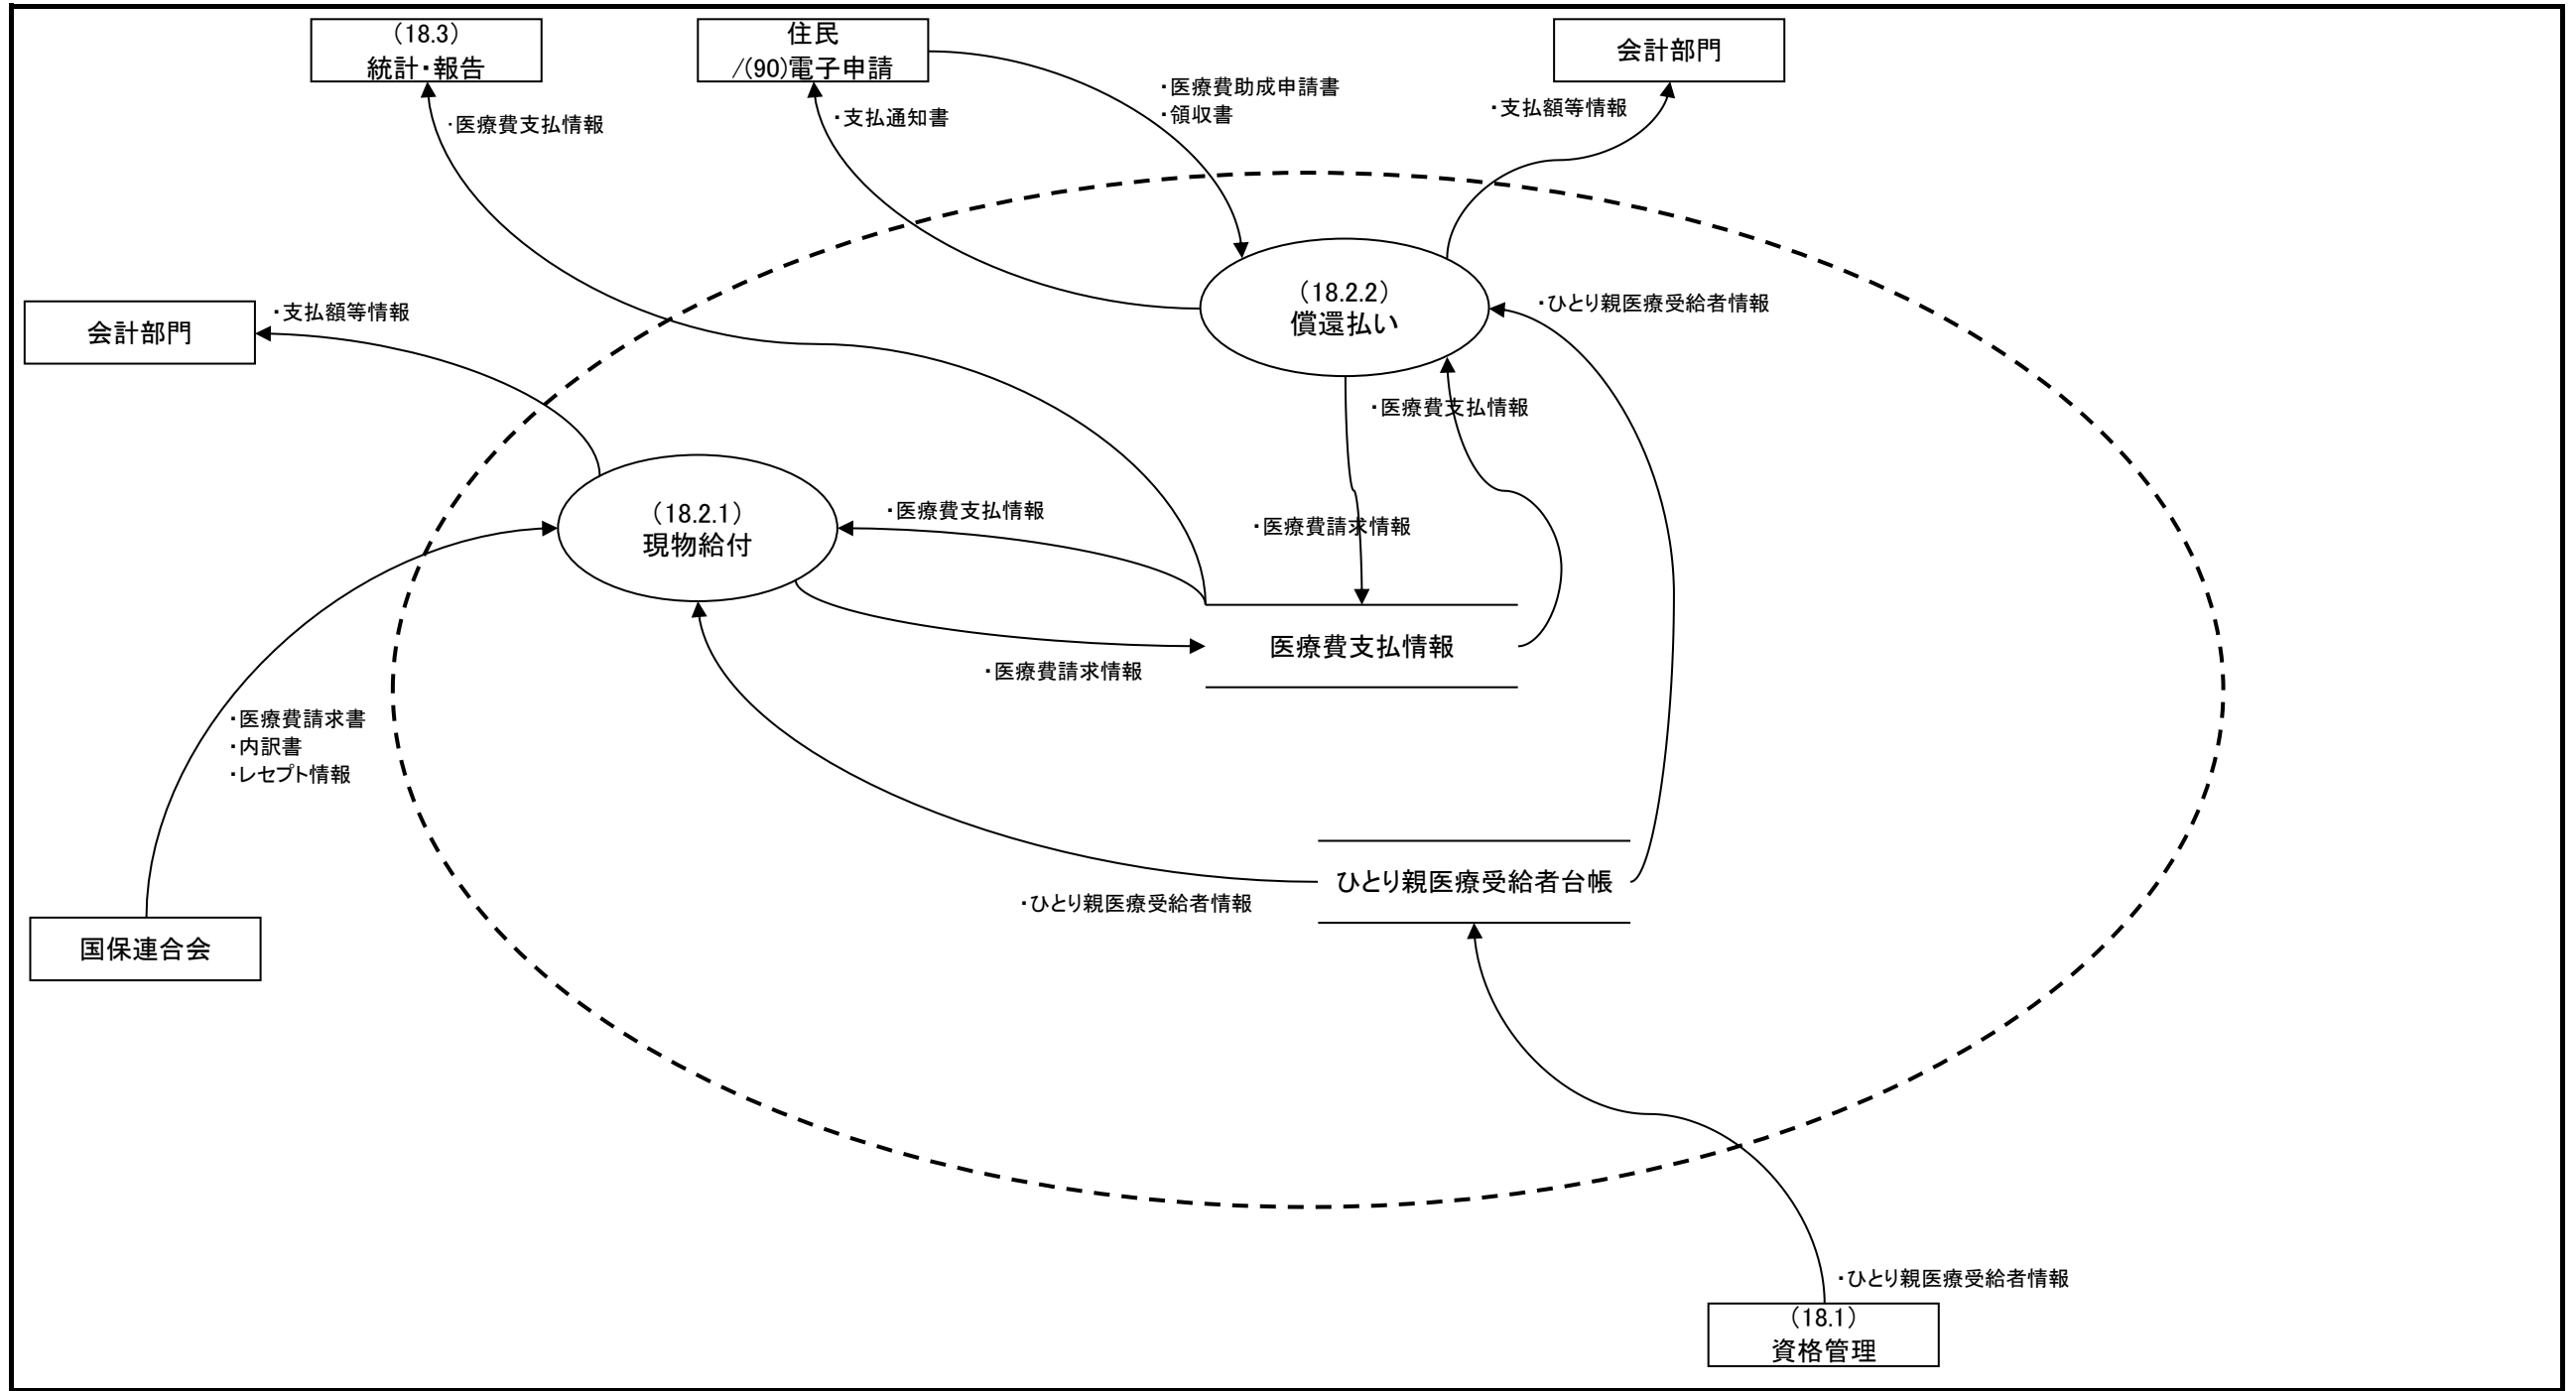 （18.3）
統計・報告
住民
/(90)電子申請
会計部門
・医療費支払情報
・支払通知書
・医療費助成申請書
・領収書
・支払額等情報
会計部門
・支払額等情報
（18.2.2）
償還払い
・ひとり親医療受給者情報
・医療費支払情報
（18.2.1）
現物給付
・医療費支払情報
・医療費請求情報
医療費支払情報
・医療費請求情報
・医療費請求書
・内訳書
・レセプト情報
ひとり親医療受給者台帳
・ひとり親医療受給者情報
国保連合会
・ひとり親医療受給者情報
（18.1）
資格管理